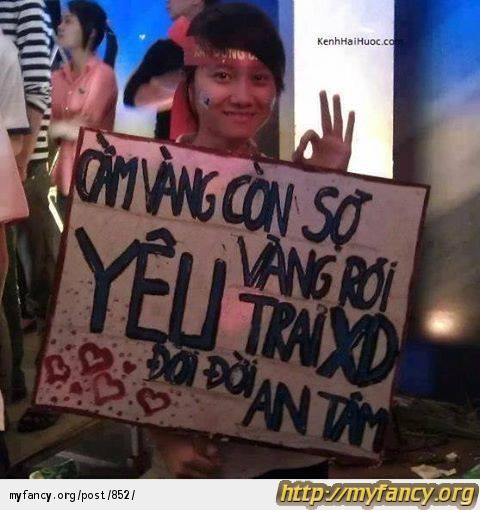 KenhHaiHuoc.com
CẦM VÀNG CÒN SỢ
VÀNG RƠI
YÊU TRAI XD
ĐỜI ĐỜI
AN TÂM
myfancy.org/post/852/
http://myfancy.org